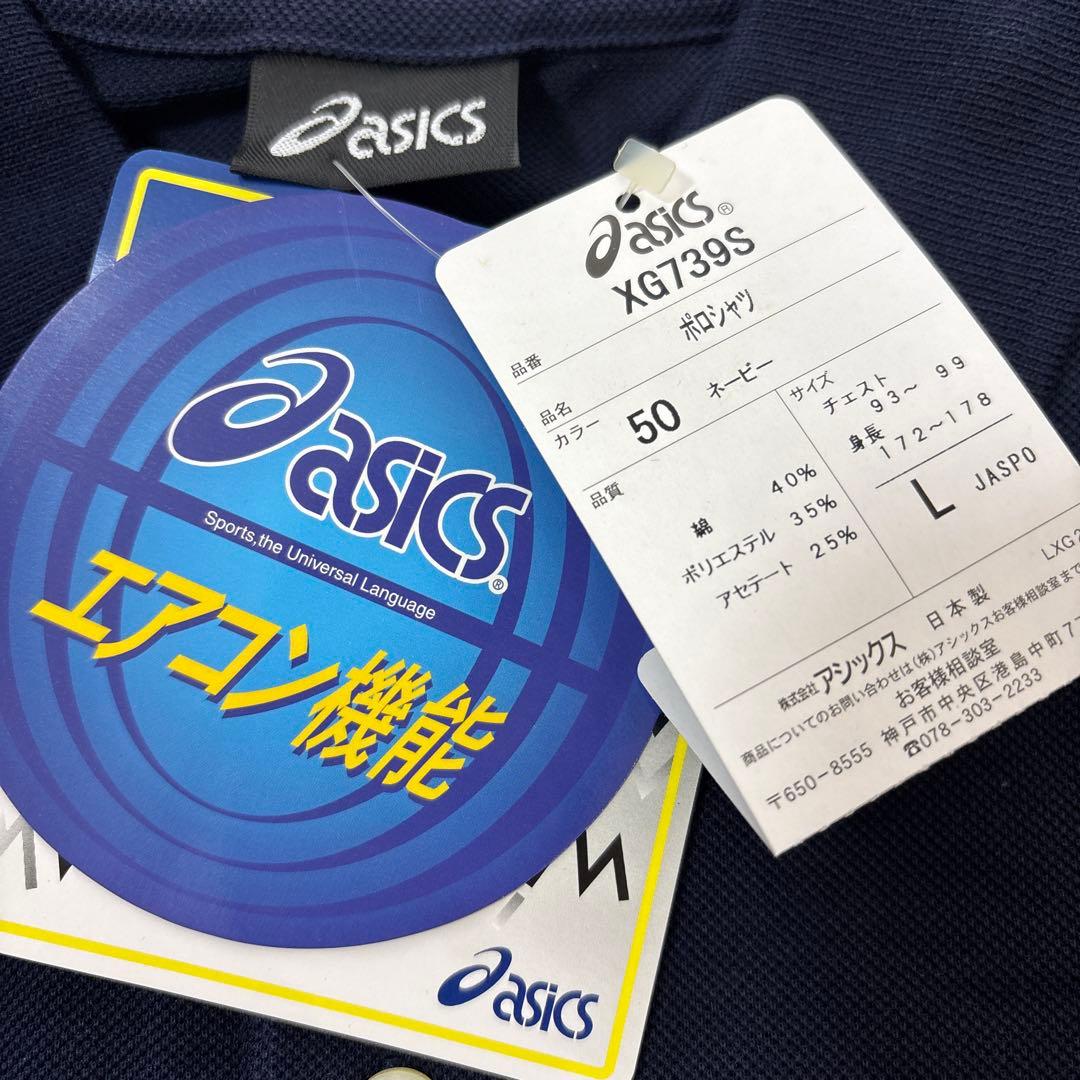 asics
asics®
Sports,the Universal Language
エアコン機能
asics
asics®
XG739S
品番
品名 ポロシャツ
カラー 50 ネービー
品質
綿 40%
ポリエステル 35%
アセテート 25%
サイズ
チェスト
93〜 99
身長
172〜178
L JASPO
LXG2
株式会社アシックス 日本製
商品についてのお問い合わせは(株)アシックスお客様相談室まで
お客様相談室
〒650-8555 神戸市中央区港島中町7丁
☎078-303-2233